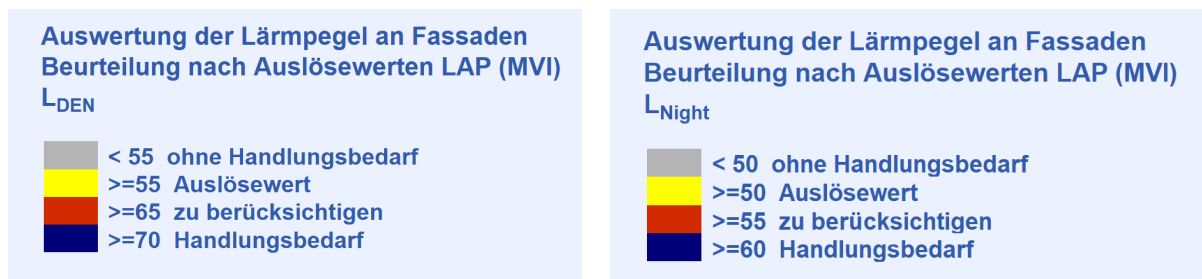 Auswertung der Lärmpegel an Fassaden
Beurteilung nach Auslösewerten LAP (MVI)
LDEN
< 55 ohne Handlungsbedarf
>=55 Auslösewert
>=65 zu berücksichtigen
>=70 Handlungsbedarf
Auswertung der Lärmpegel an Fassaden
Beurteilung nach Auslösewerten LAP (MVI)
LNight
< 50 ohne Handlungsbedarf
>=50 Auslösewert
>=55 zu berücksichtigen
>=60 Handlungsbedarf